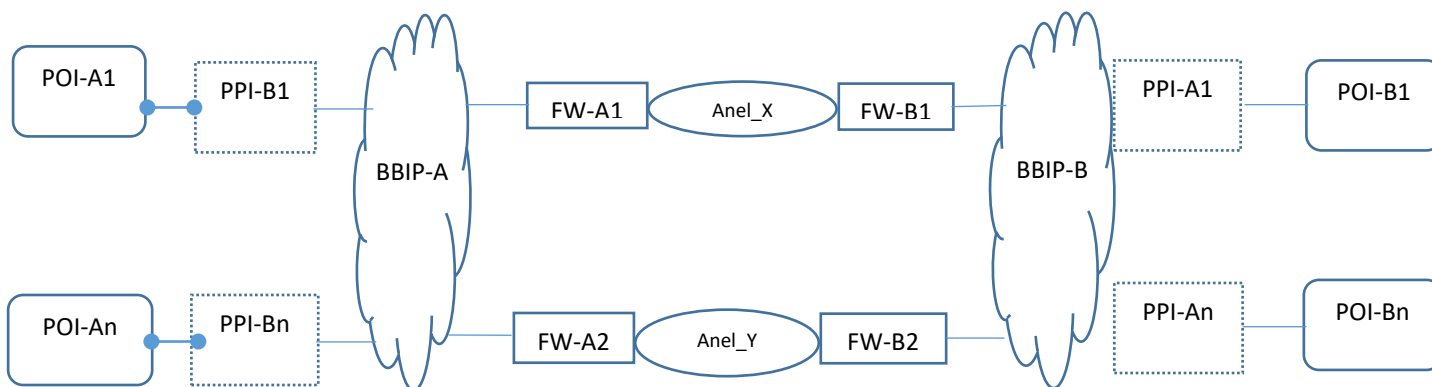 POI-A1
PPI-B1
FW-A1
Anel_X
FW-B1
PPI-A1
POI-B1
BBIP-A
BBIP-B
POI-An
PPI-Bn
FW-A2
Anel_Y
FW-B2
PPI-An
POI-Bn